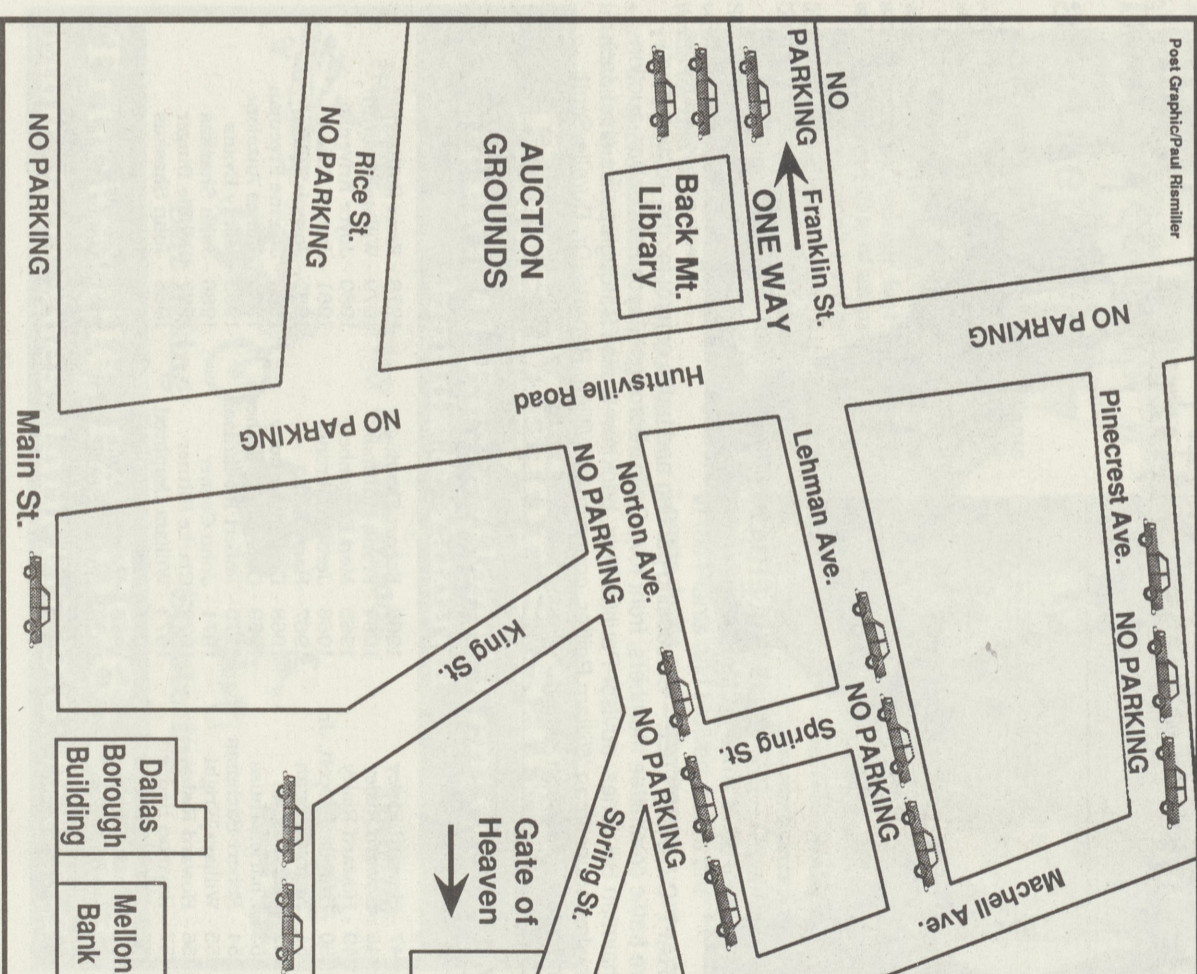 Post Graphic/Paul Rismiller
NO
PARKING
Franklin St.
ONE WAY
Back Mt.
Library
AUCTION
GROUNDS
Rice St.
NO PARKING
NO PARKING
NO PARKING
Huntsville Road
NO PARKING
Main St.
Pinecrest Ave.
NO PARKING
Lehman Ave.
NO PARKING
Norton Ave.
NO PARKING
NO PARKING
King St.
Spring St.
Spring St.
Machell Ave.
Gate of
Heaven
Dallas
Borough
Building
Mellon
Bank